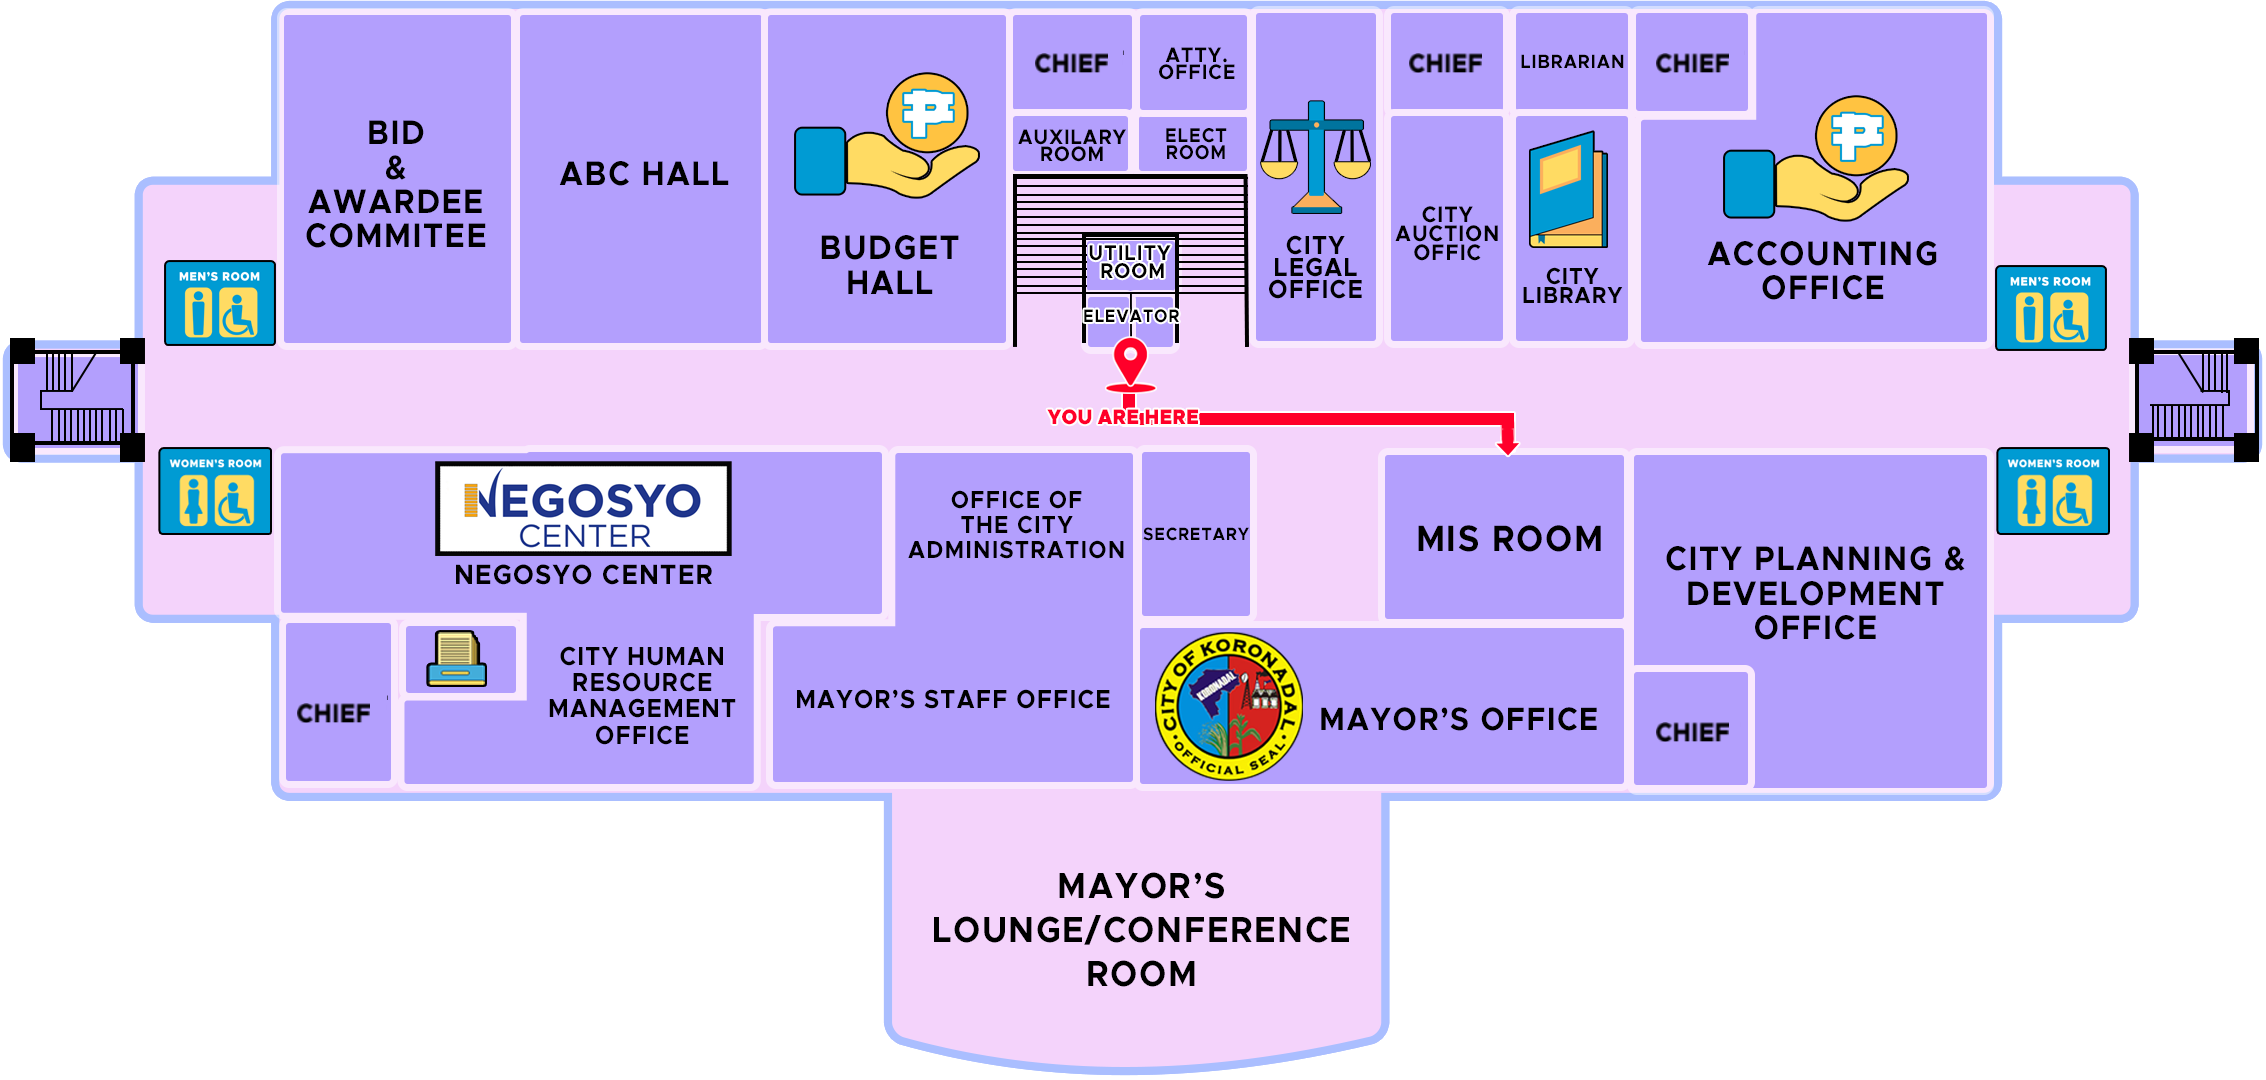 BID
&
AWARDEE
COMMITEE
ABC HALL
BUDGET
HALL
CHIEF
ATTY.
OFFICE
AUXILARY
ROOM
ELECT
ROOM
UTILITY
ROOM
ELEVATOR
CITY
LEGAL
OFFICE
CHIEF
CITY
AUCTION
OFFIC
LIBRARIAN
CITY
LIBRARY
CHIEF
ACCOUNTING
OFFICE
MEN'S ROOM
MEN'S ROOM
YOU ARE HERE
WOMEN'S ROOM
NEGOSYO
CENTER
NEGOSYO CENTER
CHIEF
CITY HUMAN
RESOURCE
MANAGEMENT
OFFICE
OFFICE OF
THE CITY
ADMINISTRATION
MAYOR'S STAFF OFFICE
SECRETARY
MIS ROOM
CITY OF KORONADAL
KORONADAL
OFFICIAL SEAL
MAYOR'S OFFICE
CITY PLANNING &
DEVELOPMENT
OFFICE
CHIEF
WOMEN'S ROOM
MAYOR'S
LOUNGE/CONFERENCE
ROOM